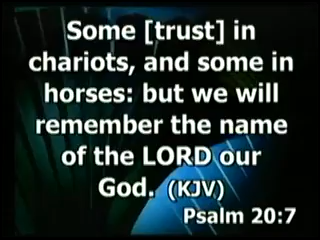 Some [trust] in
chariots, and some in
horses: but we will
remember the name
of the LORD our
God. (KJV)
Psalm 20:7